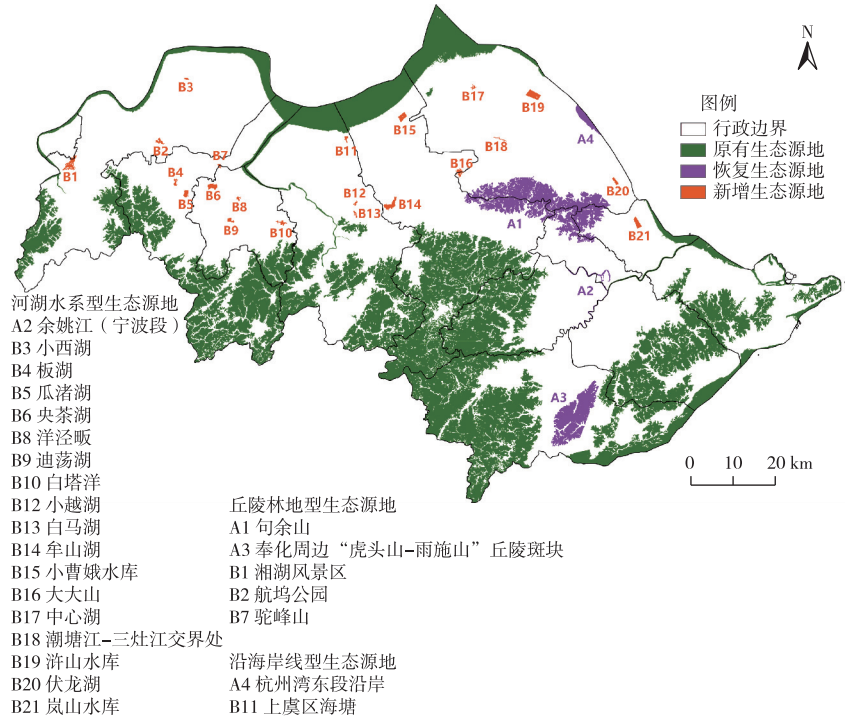 N
图例
行政边界
原有生态源地
恢复生态源地
新增生态源地
B3
B17
B19
A4
B15
B2
B7
B11
B18
B1
B4
B16
B5
B6
B8
B12
B13
B14
B20
A1
B9
B10
B21
A2
A3
0 10 20 km
河湖水系型生态源地
A2 余姚江（宁波段）
B3 小西湖
B4 板湖
B5 瓜渚湖
B6 央茶湖
B8 洋泾畈
B9 迪荡湖
B10 白塔洋
B12 小越湖
B13 白马湖
B14 牟山湖
B15 小曹娥水库
B16 大大山
B17 中心湖
B18 潮塘江-三灶江交界处
B19 浒山水库
B20 伏龙湖
B21 岚山水库
丘陵林地型生态源地
A1 句余山
A3 奉化周边“虎头山-雨施山”丘陵斑块
B1 湘湖风景区
B2 航坞公园
B7 驼峰山
沿海岸线型生态源地
A4 杭州湾东段沿岸
B11 上虞区海塘